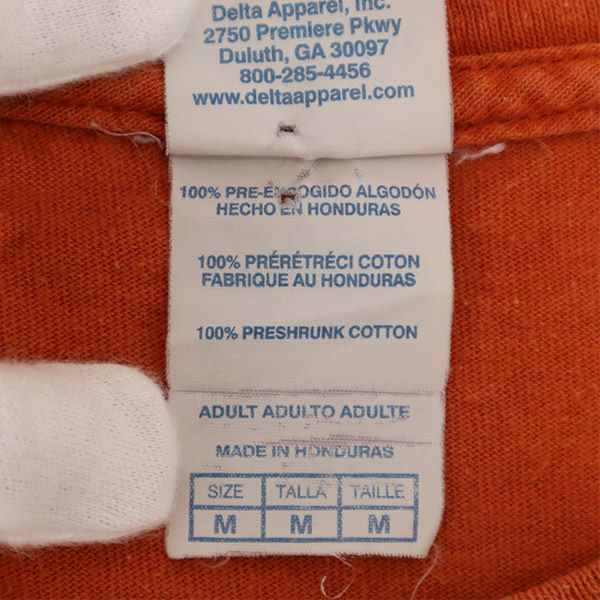 Delta Apparel, Inc.
2750 Premiere Pkwy
Duluth, GA 30097
800-285-4456
www.deltaapparel.com
100% PRE-ENCOGIDO ALGODÓN
HECHO EN HONDURAS
100% PRÉRÉTRÉCI COTON
FABRIQUE AU HONDURAS
100% PRESHRUNK COTTON
ADULT ADULTO ADULTE
MADE IN HONDURAS
SIZE TALLA TAILLE
M M M